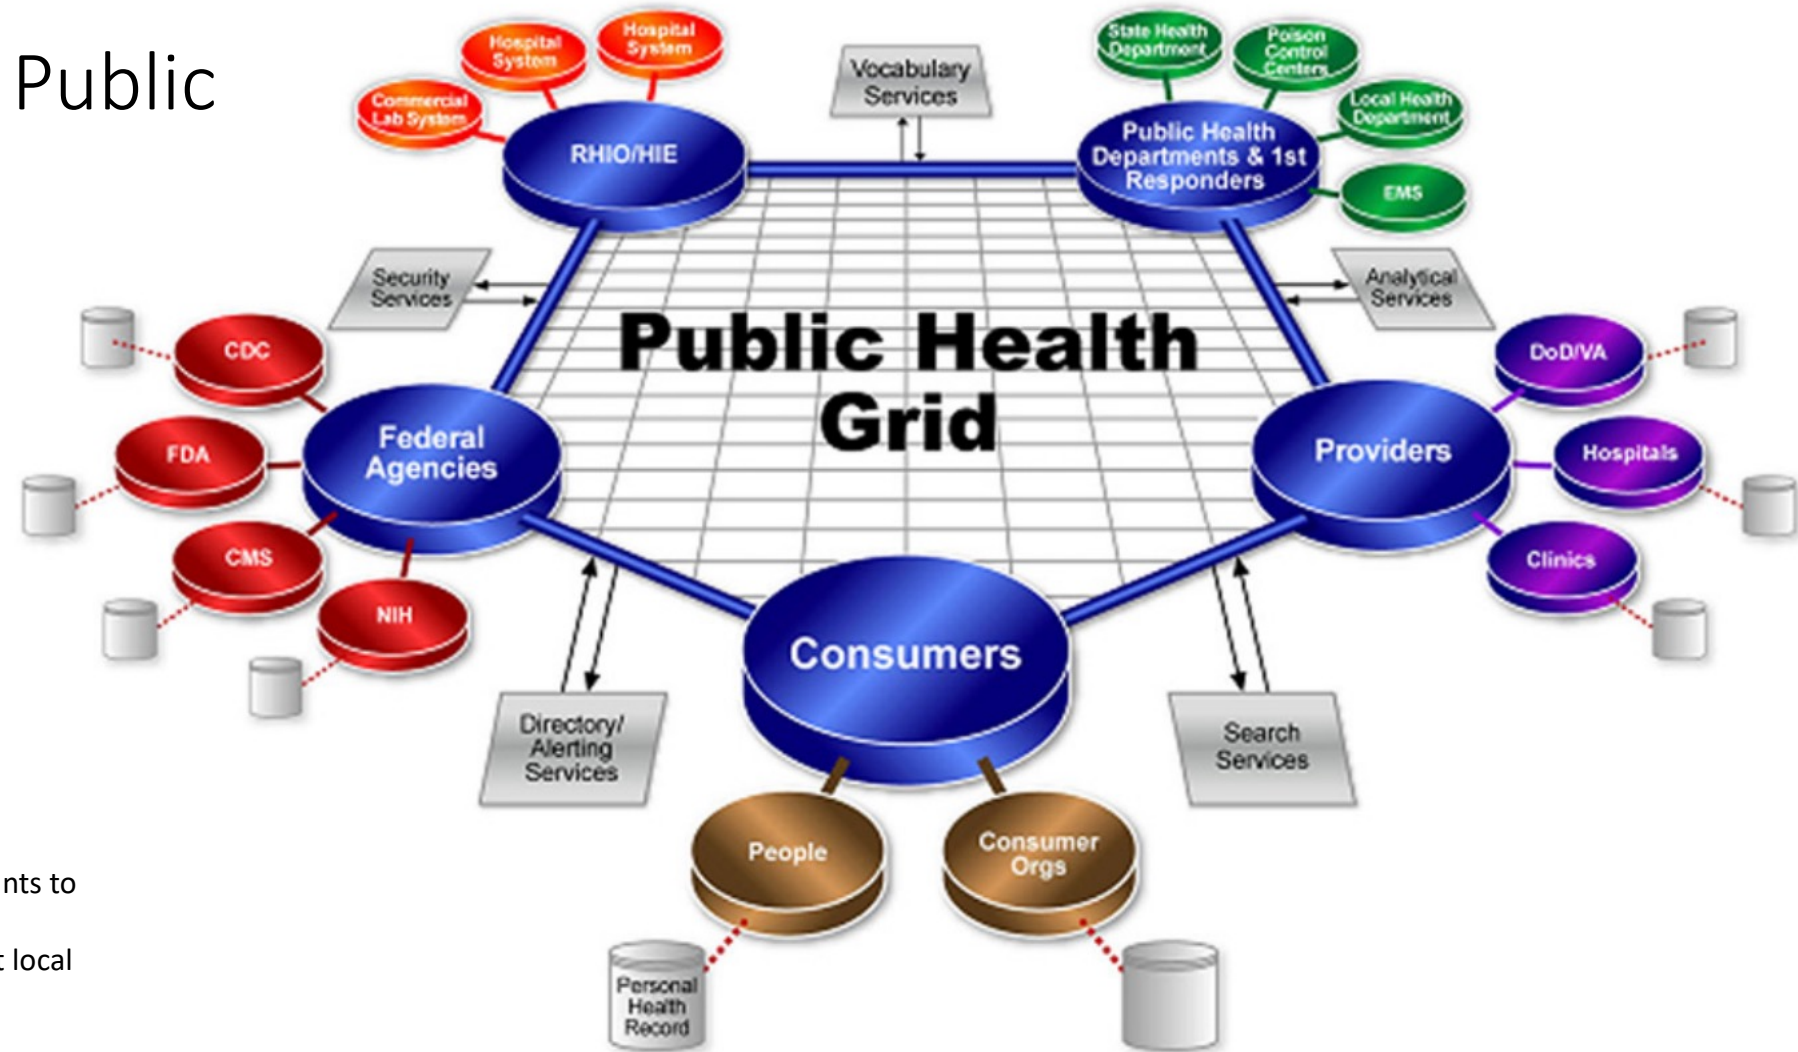 Public
Hospital
System
Hospital
System
Commercial
Lab System
RHIO/HIE
Vocabulary
Services
State Health
Department
Poison
Control
Centers
Local Health
Department
EMS
Public Health
Departments & 1st
Responders
Security
Services
Analytical
Services
Public Health
Grid
CDC
FDA
CMS
NIH
Federal
Agencies
Providers
DoD/VA
Hospitals
Clinics
Consumers
Directory/
Alerting
Services
Search
Services
People
Consumer
Orgs
Personal
Health
Record
nts to
t local